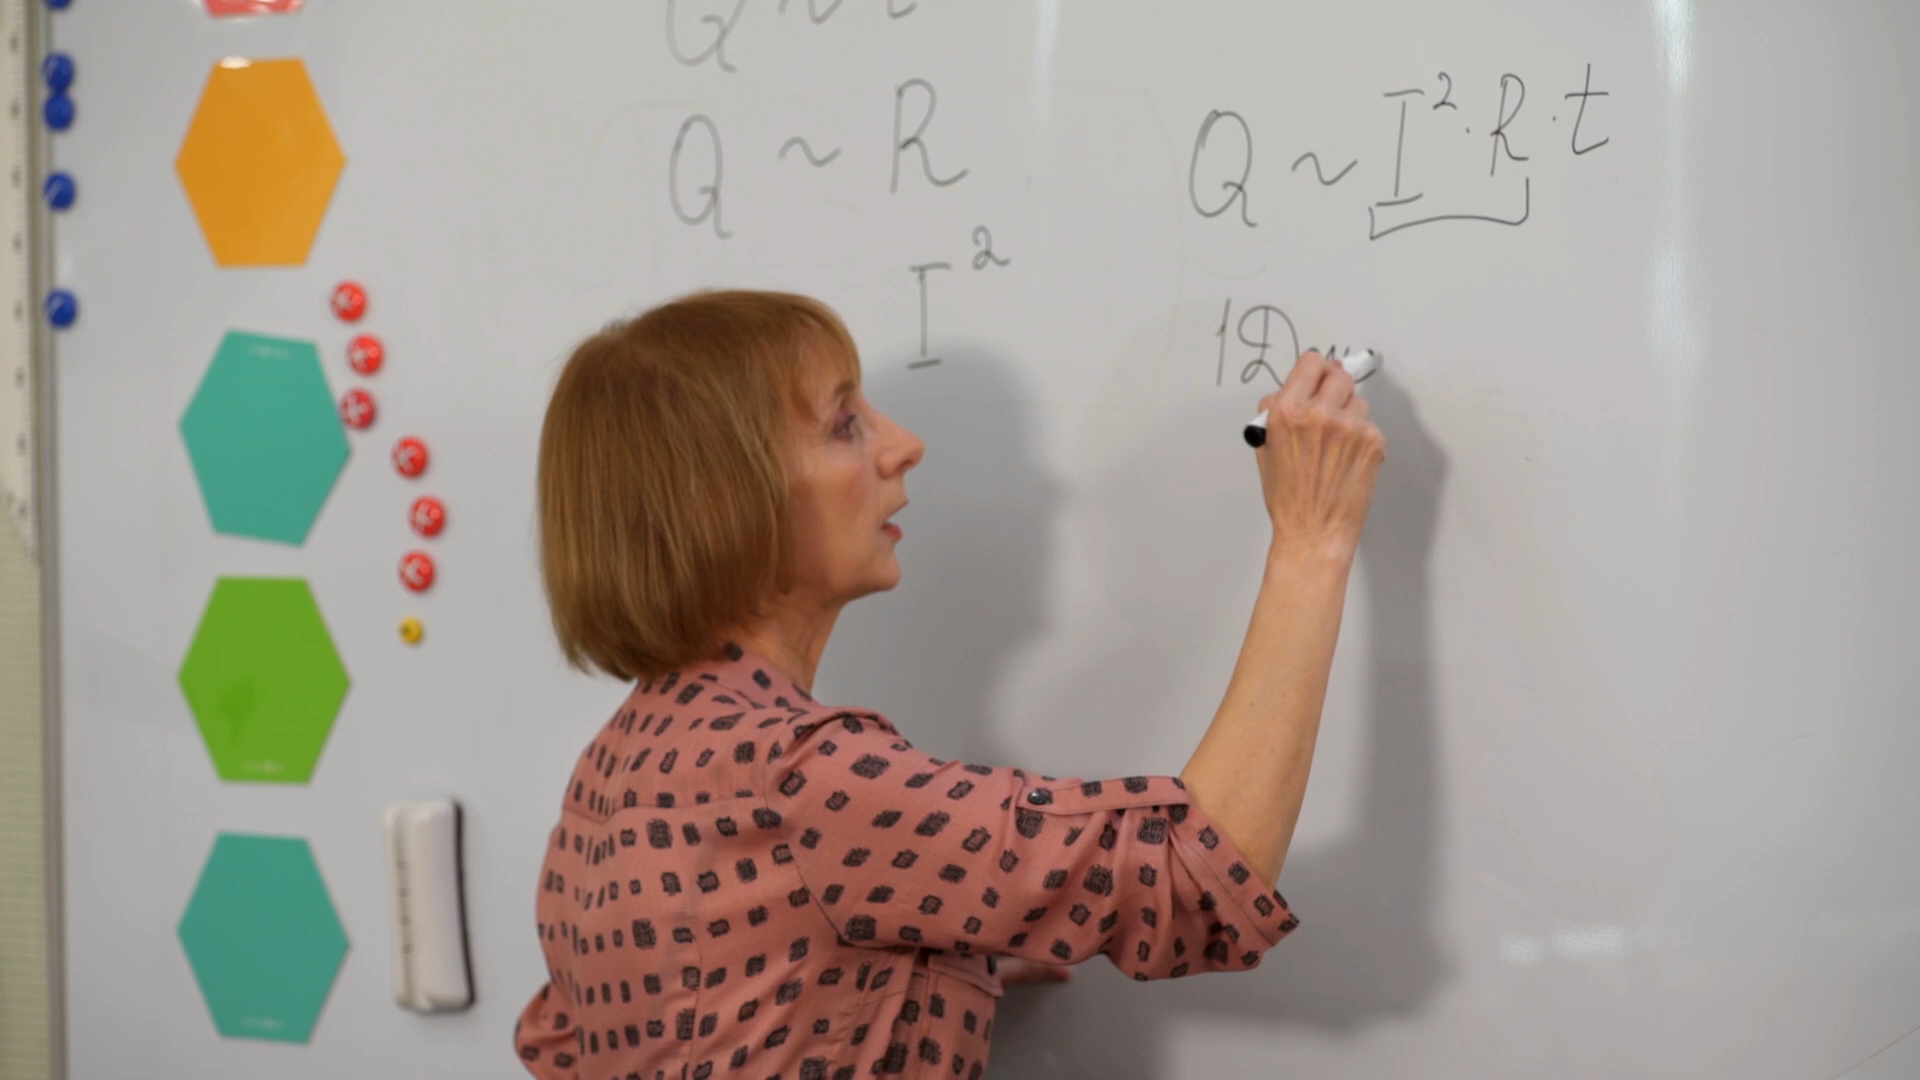 Q ~ t
Q ~ R
I²
Q ~ I² · R · t